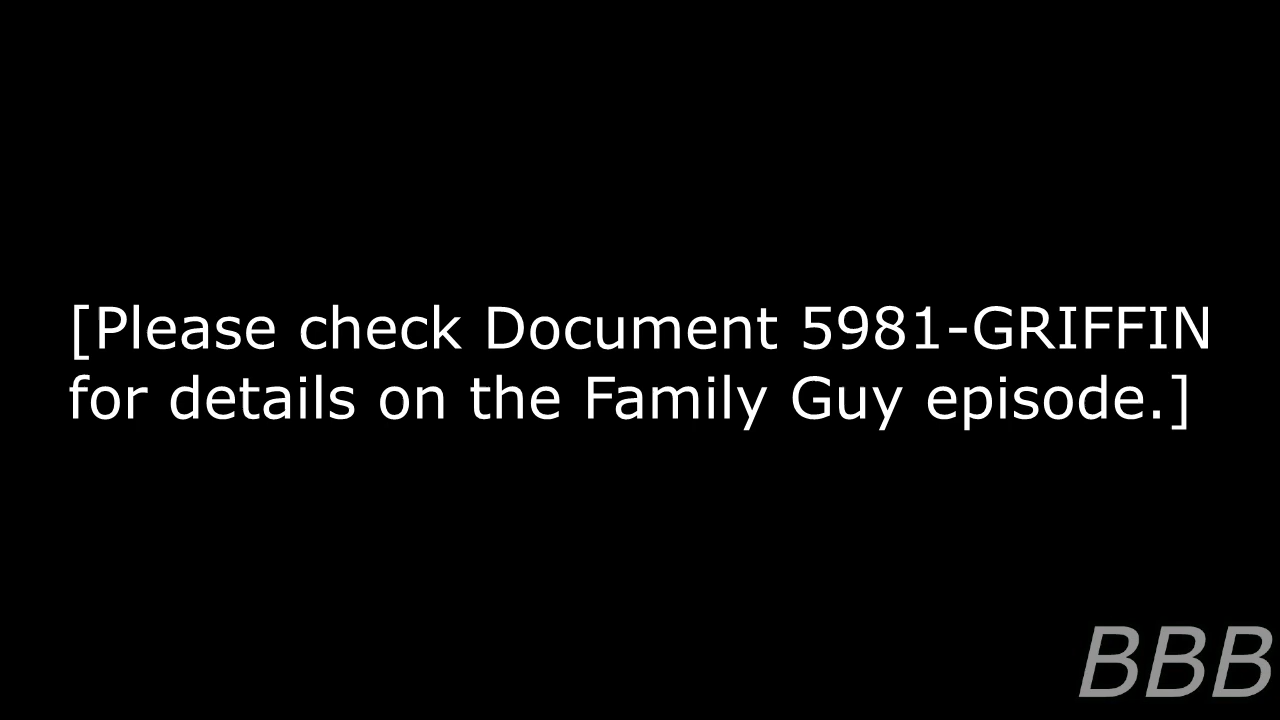 [Please check Document 5981-GRIFFIN
for details on the Family Guy episode.]
BBB